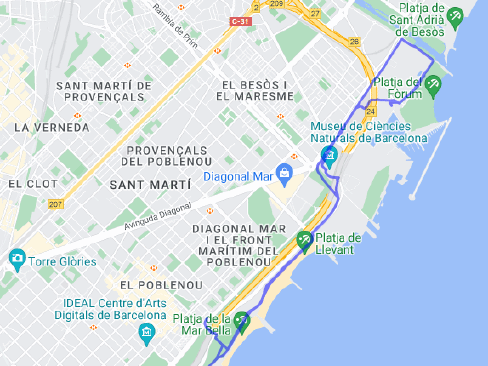 Platja de
Sant Adrià
de Besòs
Rambla de Prim
C-31
209
27
SANT MARTÍ DE
PROVENÇALS
EL BESÒS I
EL MARESME
Platja del
Fòrum
24
LA VERNEDA
Museu de Ciències
Naturals de Barcelona
PROVENÇALS
DEL POBLENOU
Diagonal Mar
EL CLOT
SANT MARTÍ
207
Avinguda Diagonal
DIAGONAL MAR
I EL FRONT
MARÍTIM DEL
POBLENOU
Platja de
Llevant
Torre Glòries
EL POBLENOU
IDEAL Centre d'Arts
Digitals de Barcelona
Platja de la
Mar Bella